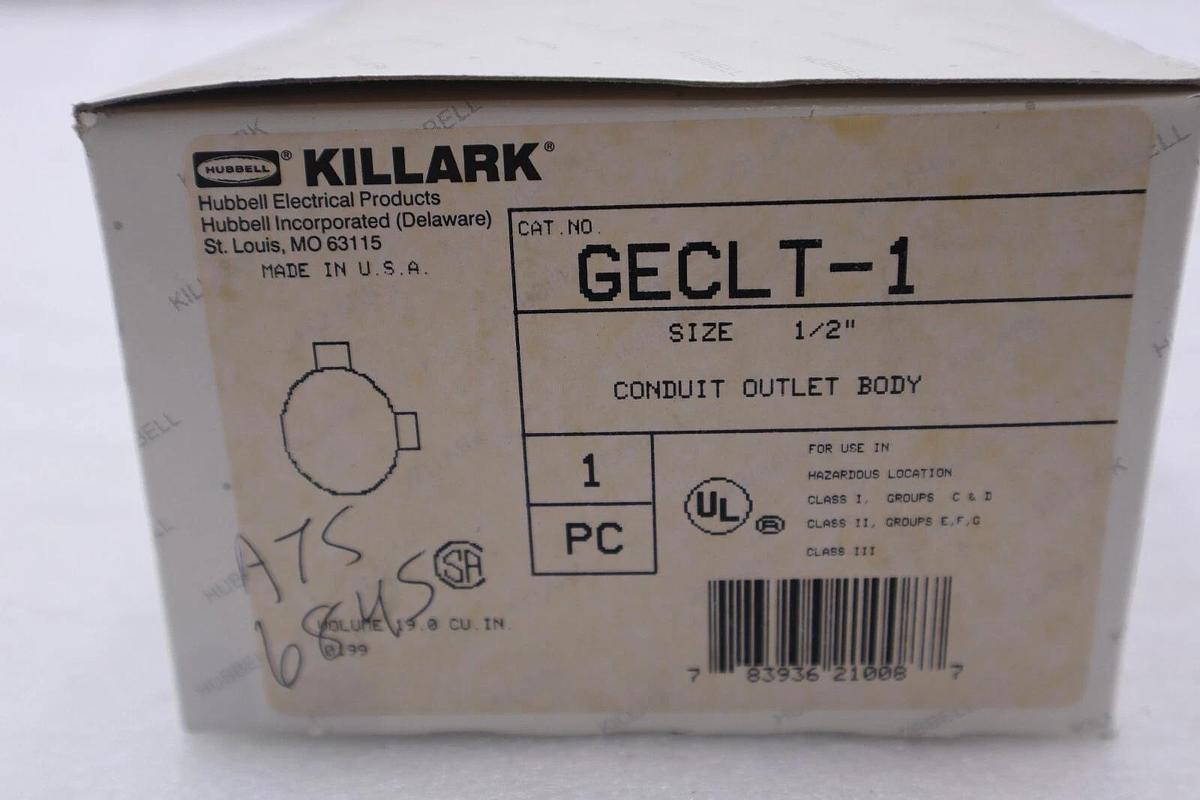 HUBBELL® KILLARK®
Hubbell Electrical Products
Hubbell Incorporated (Delaware)
St. Louis, MO 63115
MADE IN U.S.A.
CAT.NO.
GECLT-1
SIZE 1/2"
CONDUIT OUTLET BODY
1
PC
UL®
FOR USE IN
HAZARDOUS LOCATION
CLASS I, GROUPS C & D
CLASS II, GROUPS E,F,G
CLASS III
SA
VOLUME 19.0 CU.IN.
0199
7 83936 21008 7
HUBBELL